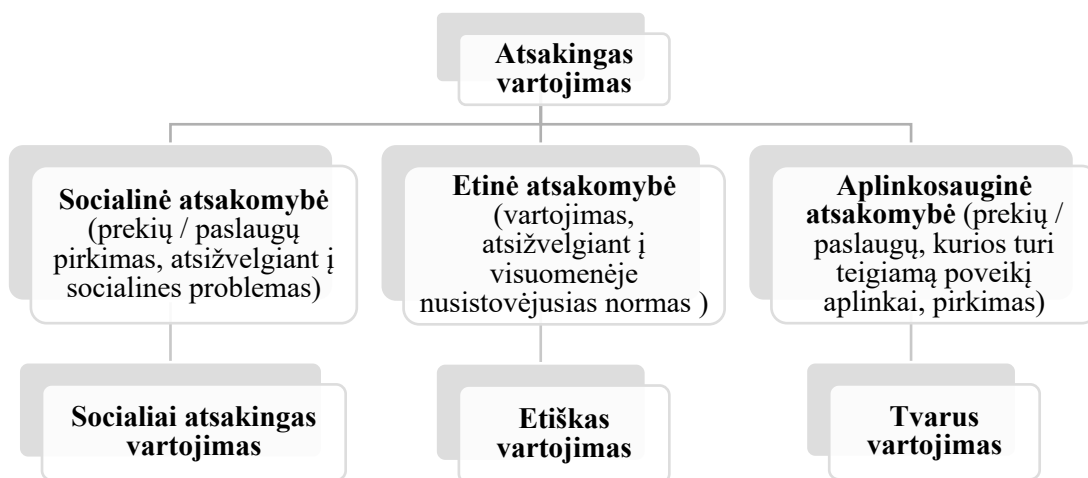 Atsakingas
vartojimas
Socialinė atsakomybė
(prekių / paslaugų
pirkimas, atsižvelgiant į
socialines problemas)
Etinė atsakomybė
(vartojimas,
atsižvelgiant į
visuomenėje
nusistovėjusias normas )
Aplinkosauginė
atsakomybė (prekių /
paslaugų, kurios turi
teigiamą poveikį
aplinkai, pirkimas)
Socialiai atsakingas
vartojimas
Etiškas
vartojimas
Tvarus
vartojimas